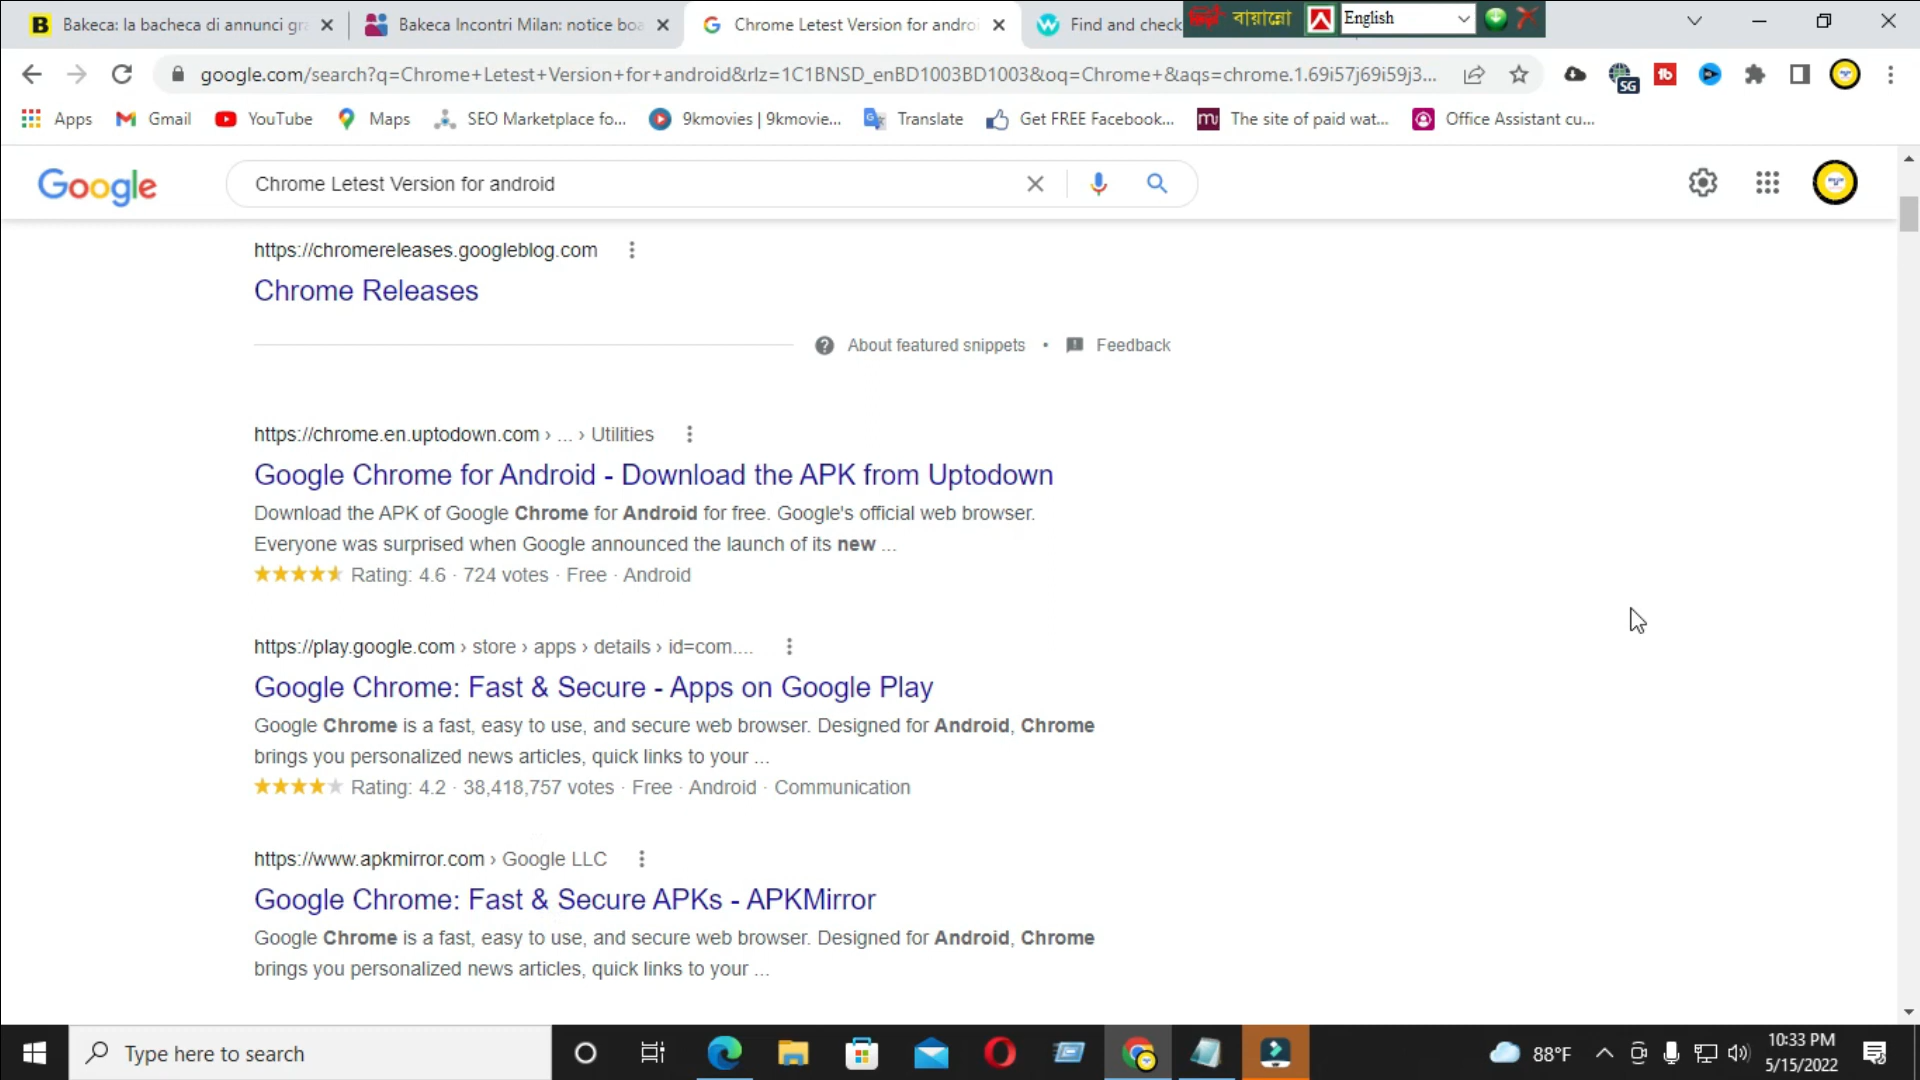 Bakeca: la bacheca di annunci gr
Bakeca Incontri Milan: notice boa
Chrome Letest Version for androi
Find and check
বায়ান্নো
English
google.com/search?q=Chrome+Letest+Version+for+android&rlz=1C1BNSD_enBD1003BD1003&oq=Chrome+&aqs=chrome.1.69i57j69i59j3...
SG
Apps
Gmail
YouTube
Maps
SEO Marketplace fo...
9kmovies | 9kmovie...
Translate
Get FREE Facebook...
The site of paid wat...
Office Assistant cu...
Google
Chrome Letest Version for android
https://chromereleases.googleblog.com
Chrome Releases
About featured snippets • Feedback
https://chrome.en.uptodown.com › ... › Utilities
Google Chrome for Android - Download the APK from Uptodown
Download the APK of Google Chrome for Android for free. Google's official web browser.
Everyone was surprised when Google announced the launch of its new ...
Rating: 4.6 · 724 votes · Free · Android
https://play.google.com › store › apps › details › id=com....
Google Chrome: Fast & Secure - Apps on Google Play
Google Chrome is a fast, easy to use, and secure web browser. Designed for Android, Chrome
brings you personalized news articles, quick links to your ...
Rating: 4.2 · 38,418,757 votes · Free · Android · Communication
https://www.apkmirror.com › Google LLC
Google Chrome: Fast & Secure APKs - APKMirror
Google Chrome is a fast, easy to use, and secure web browser. Designed for Android, Chrome
brings you personalized news articles, quick links to your ...
Type here to search
88°F
10:33 PM
5/15/2022